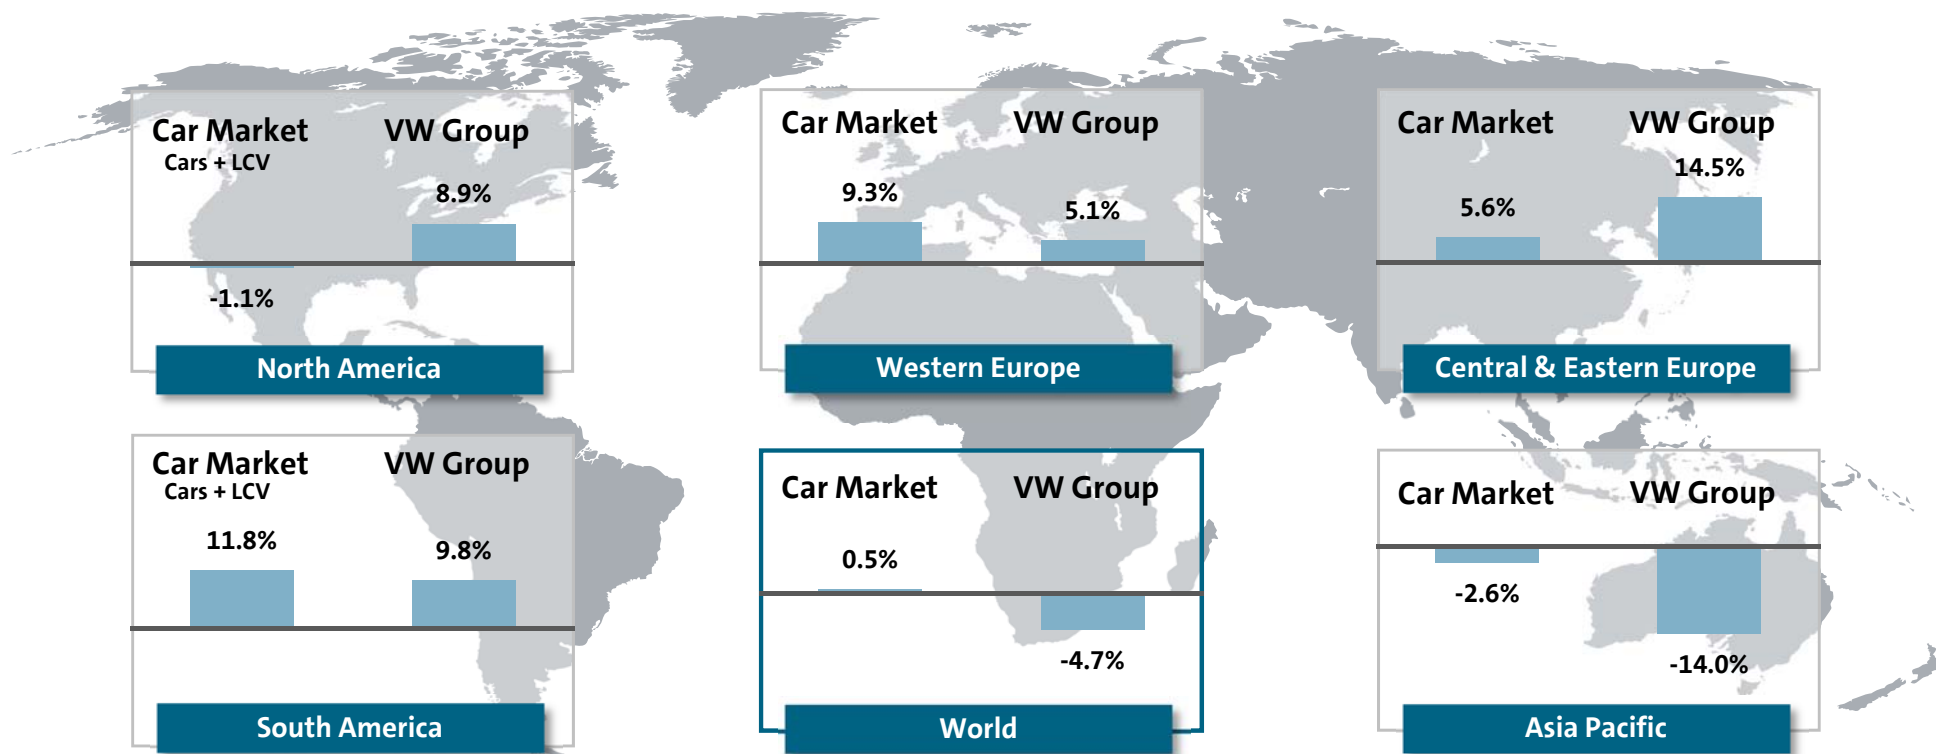 Car Market VW Group
Cars + LCV
8.9%
-1.1%
North America
Car Market VW Group
9.3%
5.1%
Western Europe
Car Market VW Group
14.5%
5.6%
Central & Eastern Europe
Car Market VW Group
Cars + LCV
11.8%
9.8%
South America
Car Market VW Group
0.5%
-4.7%
World
Car Market VW Group
-2.6%
-14.0%
Asia Pacific